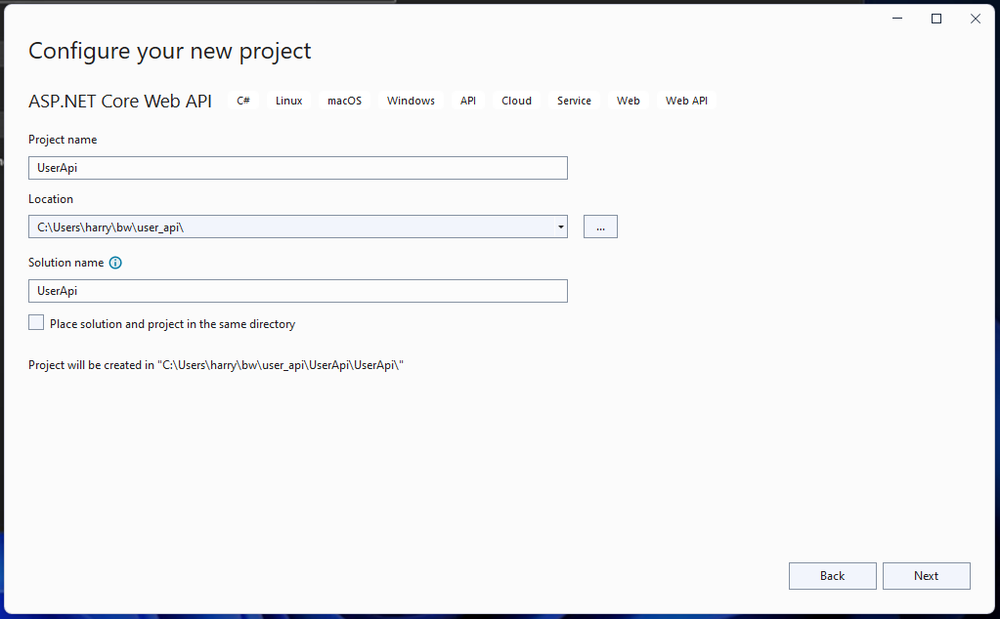 Configure your new project
ASP.NET Core Web API C# Linux macOS Windows API Cloud Service Web Web API
Project name
UserApi
Location
C:\Users\harry\bw\user_api\
...
Solution name
UserApi
Place solution and project in the same directory
Project will be created in "C:\Users\harry\bw\user_api\UserApi\UserApi\"
Back Next